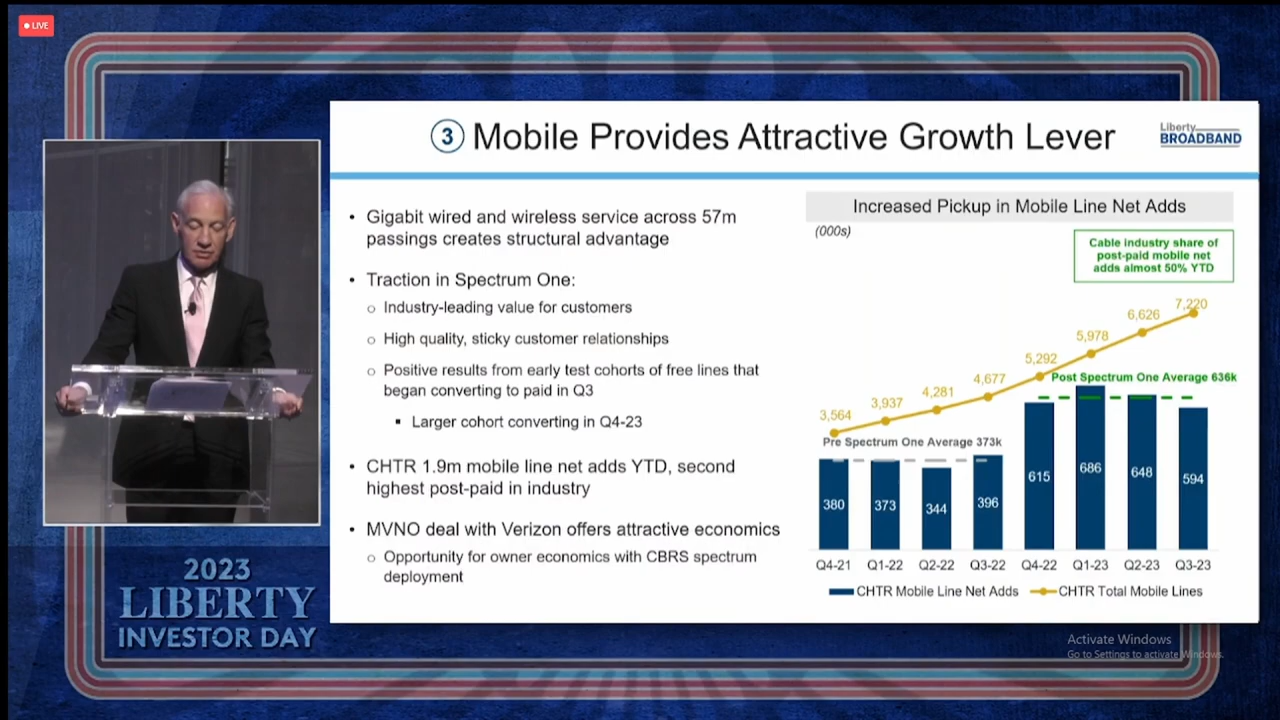 LIVE
3 Mobile Provides Attractive Growth Lever
Liberty
BROADBAND
Gigabit wired and wireless service across 57m
passings creates structural advantage
Traction in Spectrum One:
Industry-leading value for customers
High quality, sticky customer relationships
Positive results from early test cohorts of free lines that
began converting to paid in Q3
Larger cohort converting in Q4-23
CHTR 1.9m mobile line net adds YTD, second
highest post-paid in industry
MVNO deal with Verizon offers attractive economics
Opportunity for owner economics with CBRS spectrum
deployment
Increased Pickup in Mobile Line Net Adds
(000s)
Cable industry share of
post-paid mobile net
adds almost 50% YTD
3,564 3,937 4,281 4,677 5,292 5,978 6,626 7,220
Post Spectrum One Average 636k
Pre Spectrum One Average 373k
380 373 344 396 615 686 648 594
Q4-21 Q1-22 Q2-22 Q3-22 Q4-22 Q1-23 Q2-23 Q3-23
CHTR Mobile Line Net Adds CHTR Total Mobile Lines
2023
LIBERTY
INVESTOR DAY
Activate Windows
Go to Settings to activate Windows.